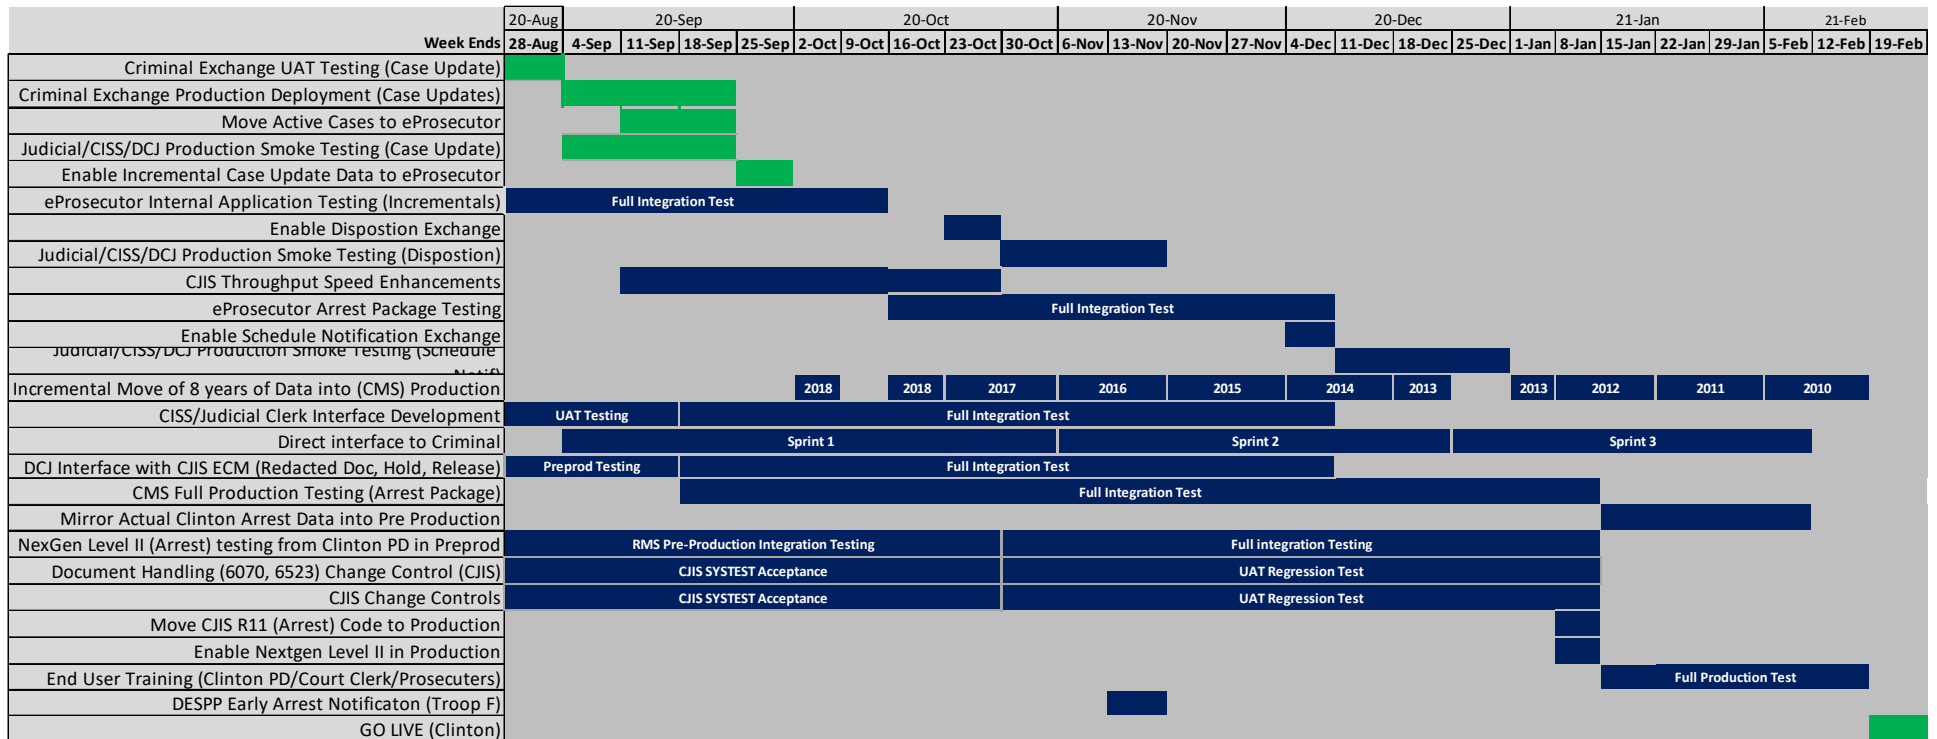 20-Aug 20-Sep 20-Oct 20-Nov 20-Dec 21-Jan 21-Feb
Week Ends 28-Aug 4-Sep 11-Sep 18-Sep 25-Sep 2-Oct 9-Oct 16-Oct 23-Oct 30-Oct 6-Nov 13-Nov 20-Nov 27-Nov 4-Dec 11-Dec 18-Dec 25-Dec 1-Jan 8-Jan 15-Jan 22-Jan 29-Jan 5-Feb 12-Feb 19-Feb
Criminal Exchange UAT Testing (Case Update)
Criminal Exchange Production Deployment (Case Updates)
Move Active Cases to eProsecutor
Judicial/CISS/DCJ Production Smoke Testing (Case Update)
Enable Incremental Case Update Data to eProsecutor
eProsecutor Internal Application Testing (Incrementals) Full Integration Test
Enable Dispostion Exchange
Judicial/CISS/DCJ Production Smoke Testing (Dispostion)
CJIS Throughput Speed Enhancements
eProsecutor Arrest Package Testing Full Integration Test
Enable Schedule Notification Exchange
Judicial/CISS/DCJ Production Smoke Testing (Schedule
Notif)
Incremental Move of 8 years of Data into (CMS) Production 2018 2018 2017 2016 2015 2014 2013 2013 2012 2011 2010
CISS/Judicial Clerk Interface Development UAT Testing Full Integration Test
Direct interface to Criminal Sprint 1 Sprint 2 Sprint 3
DCJ Interface with CJIS ECM (Redacted Doc, Hold, Release) Preprod Testing Full Integration Test
CMS Full Production Testing (Arrest Package) Full Integration Test
Mirror Actual Clinton Arrest Data into Pre Production
NexGen Level II (Arrest) testing from Clinton PD in Preprod RMS Pre-Production Integration Testing Full integration Testing
Document Handling (6070, 6523) Change Control (CJIS) CJIS SYSTEST Acceptance UAT Regression Test
CJIS Change Controls CJIS SYSTEST Acceptance UAT Regression Test
Move CJIS R11 (Arrest) Code to Production
Enable Nextgen Level II in Production
End User Training (Clinton PD/Court Clerk/Prosecuters) Full Production Test
DESPP Early Arrest Notificaton (Troop F)
GO LIVE (Clinton)